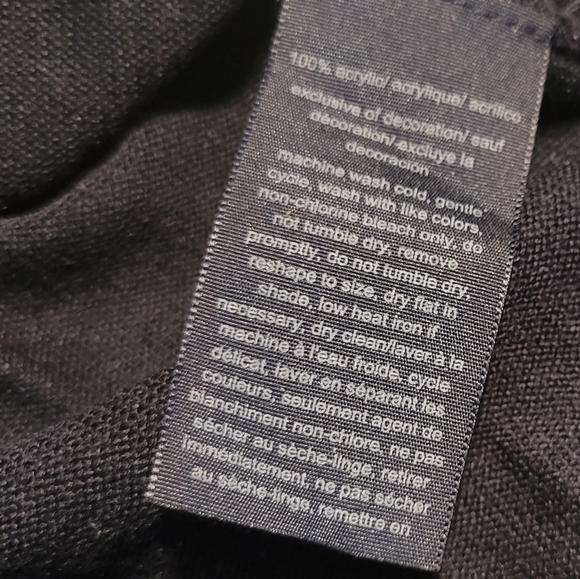 100% acrylic/ acrylique/ acrilico
exclusive of decoration/ sauf
décoration/ excluye la
decoración
machine wash cold, gentle
cycle, wash with like colors,
non-chlorine bleach only, do
not tumble dry, remove
promptly, do not tumble dry,
reshape to size, dry flat in
shade, low heat iron if
necessary, dry clean/laver à la
machine à l'eau froide, cycle
délicat, laver en séparant les
couleurs, seulement agent de
blanchiment non-chlore, ne pas
sécher au sèche-linge, retirer
immédiatement, ne pas sécher
au sèche-linge, remettre en